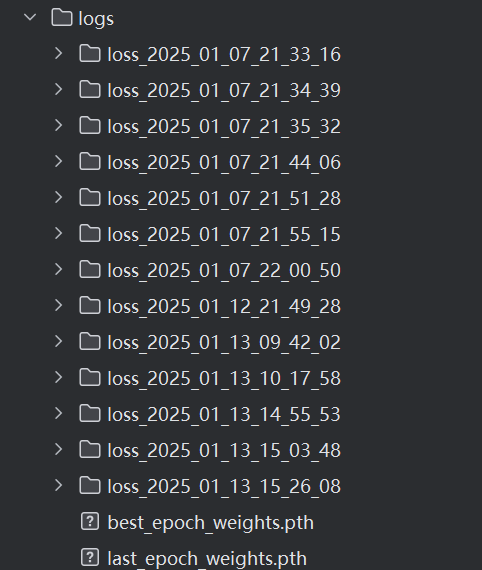 logs
loss_2025_01_07_21_33_16
loss_2025_01_07_21_34_39
loss_2025_01_07_21_35_32
loss_2025_01_07_21_44_06
loss_2025_01_07_21_51_28
loss_2025_01_07_21_55_15
loss_2025_01_07_22_00_50
loss_2025_01_12_21_49_28
loss_2025_01_13_09_42_02
loss_2025_01_13_10_17_58
loss_2025_01_13_14_55_53
loss_2025_01_13_15_03_48
loss_2025_01_13_15_26_08
best_epoch_weights.pth
last_epoch_weights.pth